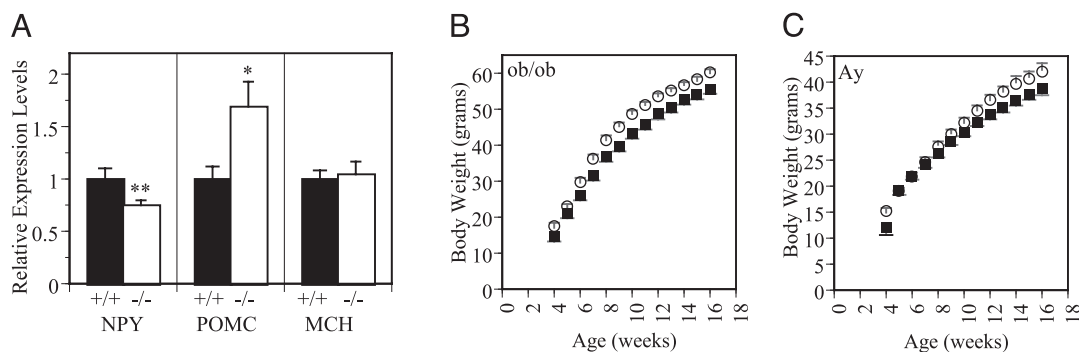 A
Relative Expression Levels
2
1.5
1
0.5
0
*
**
+/+ -/- +/+ -/- +/+ -/-
NPY POMC MCH
B
ob/ob
Body Weight (grams)
60
50
40
30
20
10
0
0 2 4 6 8 10 12 14 16 18
Age (weeks)
C
Ay
Body Weight (grams)
45
40
35
30
25
20
15
10
5
0
0 2 4 6 8 10 12 14 16 18
Age (weeks)